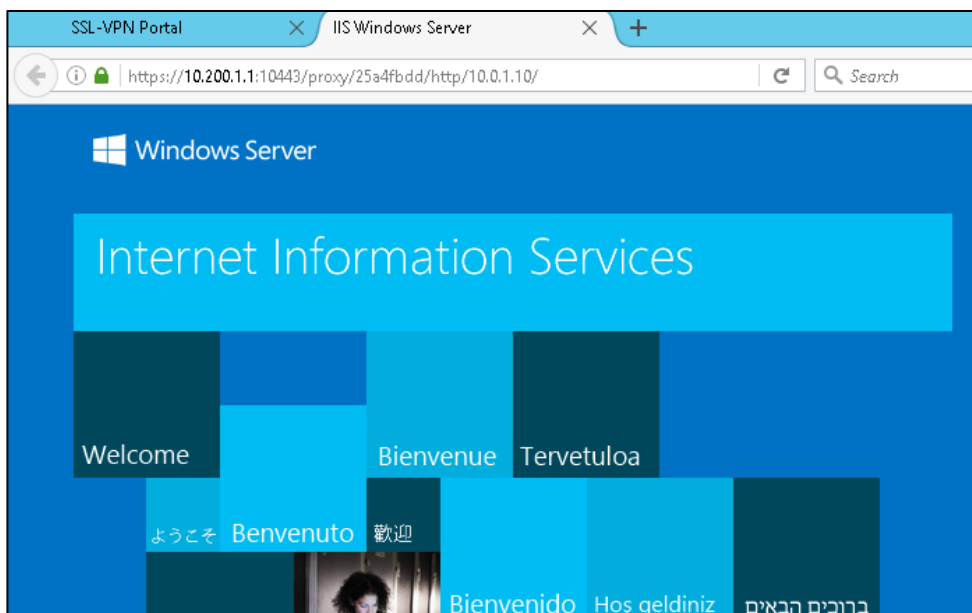 SSL-VPN Portal
IIS Windows Server
https://10.200.1.1:10443/proxy/25a4fbdd/http/10.0.1.10/
Search
Windows Server
Internet Information Services
Welcome
Bienvenue
Tervetuloa
ようこそ
Benvenuto
歡迎
Bienvenido
Hos geldiniz
ברוכים הבאים